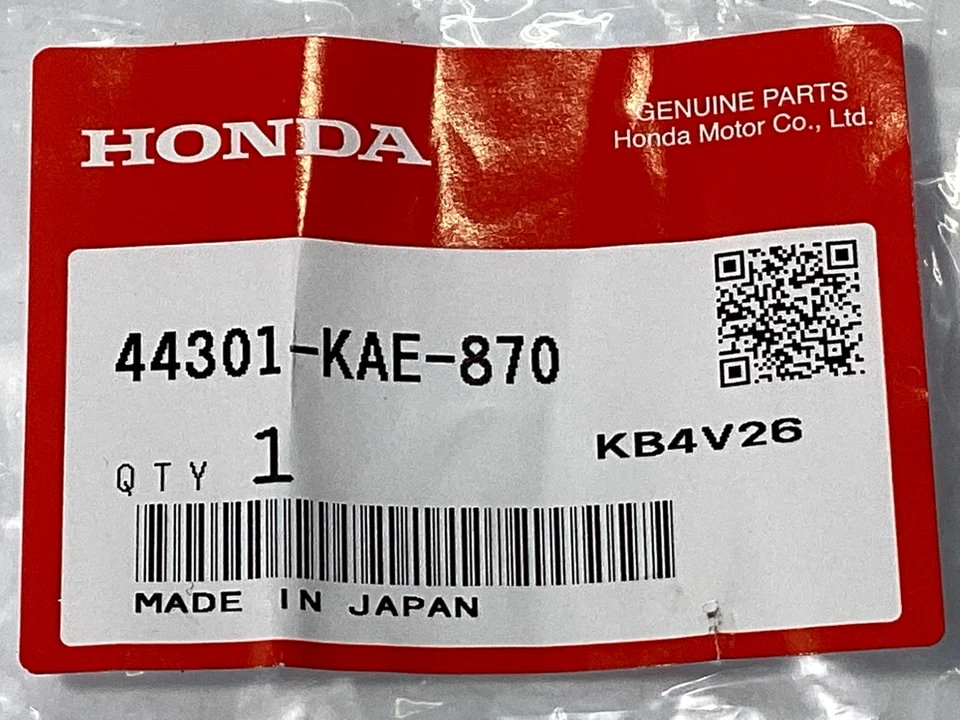 HONDA
GENUINE PARTS
Honda Motor Co., Ltd.
44301-KAE-870
QTY 1
KB4V26
MADE IN JAPAN